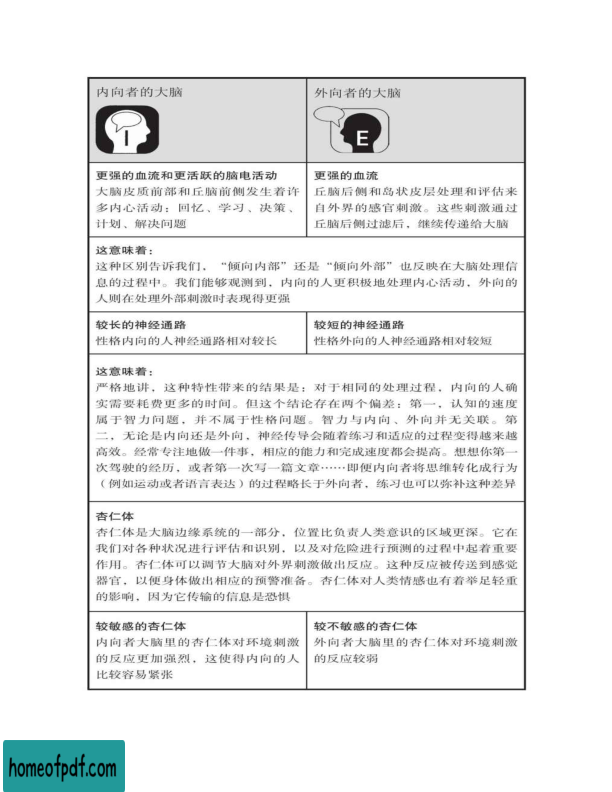 内向者的大脑
I
外向者的大脑
E
更强的血流和更活跃的脑电活动
大脑皮质前部和丘脑前侧发生着许
多内心活动：回忆、学习、决策、
计划、解决问题
更强的血流
丘脑后侧和岛状皮层处理和评估来
自外界的感官刺激。这些刺激通过
丘脑后侧过滤后，继续传递给大脑
这意味着：
这种区别告诉我们，“倾向内部”还是“倾向外部”也反映在大脑处理信
息的过程中。我们能够观测到，内向的人更积极地处理内心活动，外向的
人则在处理外部刺激时表现得更强
较长的神经通路
性格内向的人神经通路相对较长
较短的神经通路
性格外向的人神经通路相对较短
这意味着：
严格地讲，这种特性带来的结果是：对于相同的处理过程，内向的人确
实需要耗费更多的时间。但这个结论存在两个偏差：第一，认知的速度
属于智力问题，并不属于性格问题。智力与内向、外向并无关联。第
二，无论是内向还是外向，神经传导会随着练习和适应的过程变得越来越
高效。经常专注地做一件事，相应的能力和完成速度都会提高。想想你第一
次驾驶的经历，或者第一次写一篇文章……即便内向者将思维转化成行为
（例如运动或者语言表达）的过程略长于外向者，练习也可以弥补这种差异
杏仁体
杏仁体是大脑边缘系统的一部分，位置比负责人类意识的区域更深。它在
我们对各种状况进行评估和识别，以及对危险进行预测的过程中起着重要
作用。杏仁体可以调节大脑对外界刺激做出反应。这种反应被传送到感觉
器官，以便身体做出相应的预警准备。杏仁体对人类情感也有着举足轻重
的影响，因为它传输的信息是恐惧
较敏感的杏仁体
内向者大脑里的杏仁体对环境刺激
的反应更加强烈，这使得内向的人
比较容易紧张
较不敏感的杏仁体
外向者大脑里的杏仁体对环境刺激
的反应较弱
homeofpdf.com